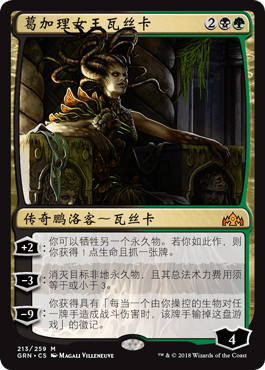 葛加理女王瓦丝卡 2
传奇鹏洛客～瓦丝卡
+2: 你可以牺牲另一个永久物。若你如此作，则
你获得1点生命且抓一张牌。
-3: 消灭目标非地永久物，且其总法术力费用须
等于或小于3。
-9: 你获得具有「每当一个由你操控的生物对任
一牌手造成战斗伤害时，该牌手输掉这盘游
戏」的徽记。
4
213/259 M
GRN • CS MAGALI VILLENEUVE
™ & © 2018 Wizards of the Coast